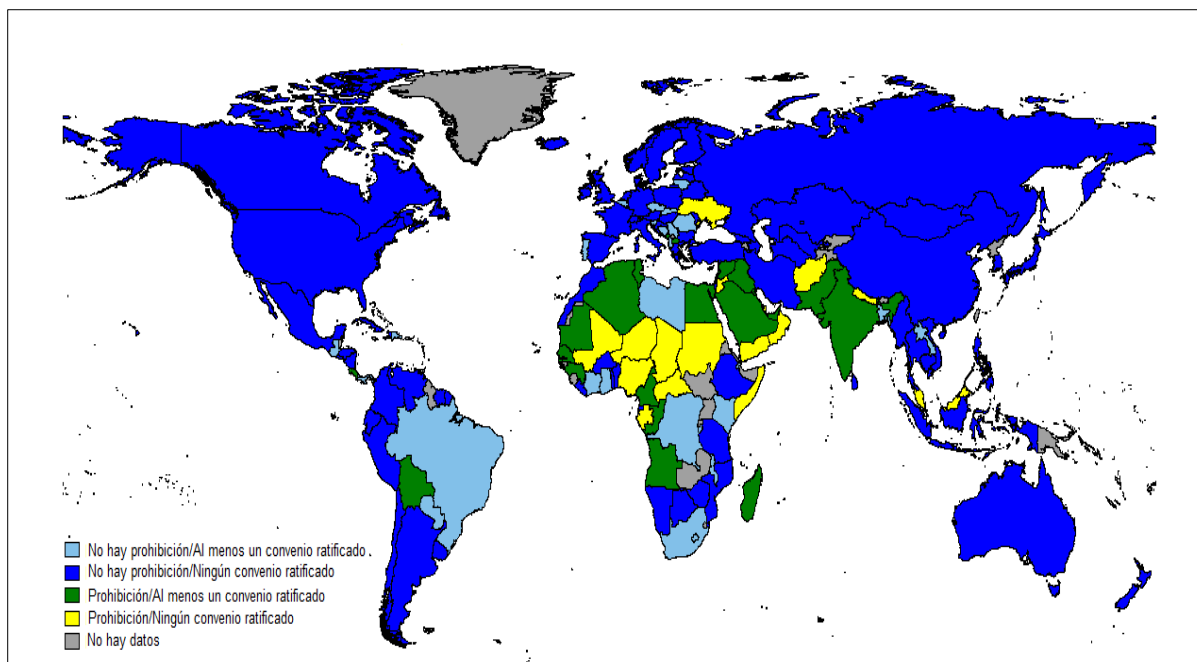 No hay prohibición/Al menos un convenio ratificado .
No hay prohibición/Ningún convenio ratificado
Prohibición/Al menos un convenio ratificado
Prohibición/Ningún convenio ratificado
No hay datos